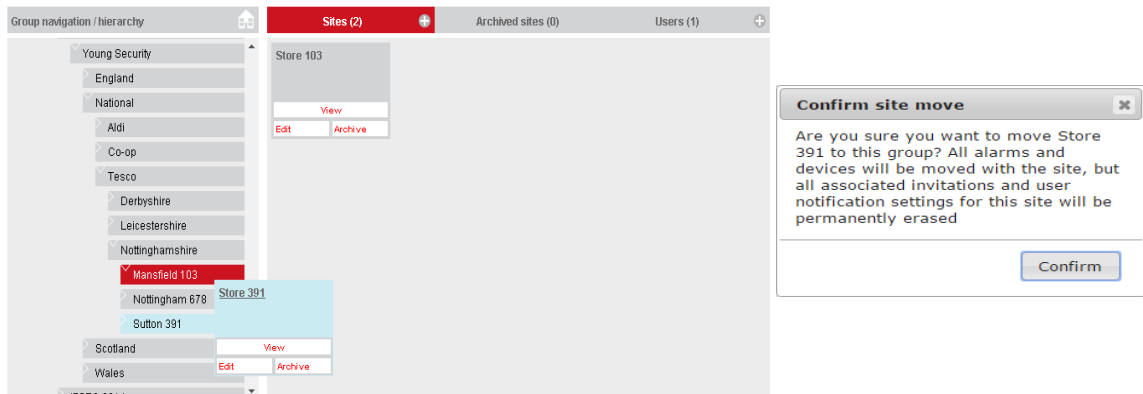 Group navigation / hierarchy
Sites (2)
Archived sites (0)
Users (1)
Young Security
England
National
Aldi
Co-op
Tesco
Derbyshire
Leicestershire
Nottinghamshire
Mansfield 103
Nottingham 678
Sutton 391
Scotland
Wales
Store 103
View
Edit
Archive
Store 391
View
Edit
Archive
Confirm site move
Are you sure you want to move Store
391 to this group? All alarms and
devices will be moved with the site, but
all associated invitations and user
notification settings for this site will be
permanently erased
Confirm